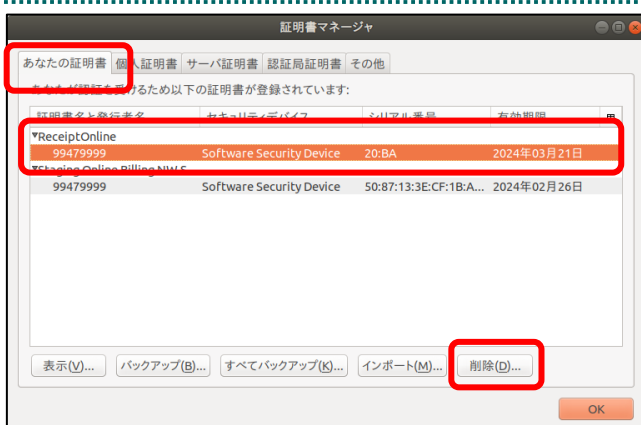 証明書マネージャ
あなたの証明書 個人証明書 サーバ証明書 認証局証明書 その他
あなたが認証を受けるため以下の証明書が登録されています:
証明書名と発行者名 セキュリティデバイス シリアル番号 有効期限
▼ReceiptOnline
99479999 Software Security Device 20:BA 2024年03月21日
▼Staging Online Billing NW S
99479999 Software Security Device 50:87:13:3E:CF:1B:A... 2024年02月26日
表示(V)... バックアップ(B)... すべてバックアップ(K)... インポート(M)... 削除(D)...
OK